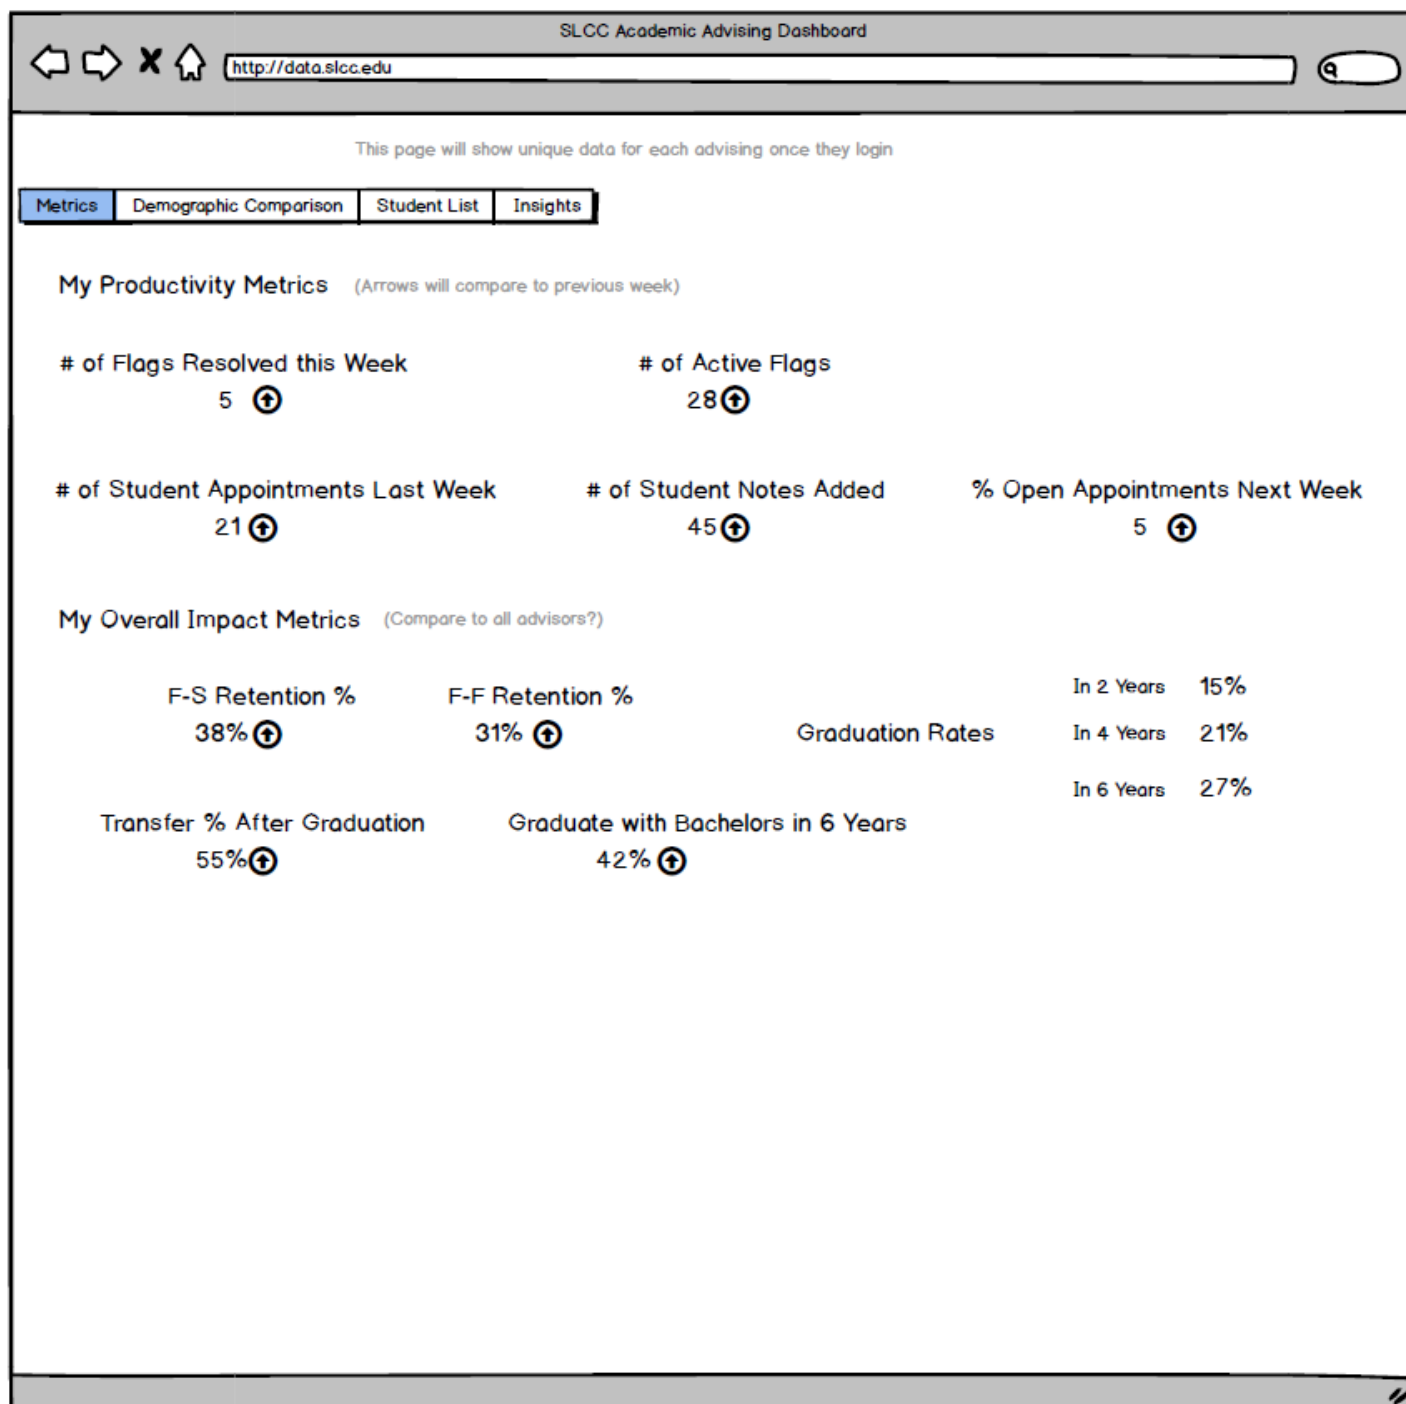 SLCC Academic Advising Dashboard
http://data.slcc.edu
This page will show unique data for each advising once they login
Metrics Demographic Comparison Student List Insights
My Productivity Metrics (Arrows will compare to previous week)
# of Flags Resolved this Week # of Active Flags
5 28
# of Student Appointments Last Week # of Student Notes Added % Open Appointments Next Week
21 45 5
My Overall Impact Metrics (Compare to all advisors?)
In 2 Years 15%
F-S Retention % F-F Retention %
38% 31% Graduation Rates In 4 Years 21%
In 6 Years 27%
Transfer % After Graduation Graduate with Bachelors in 6 Years
55% 42%